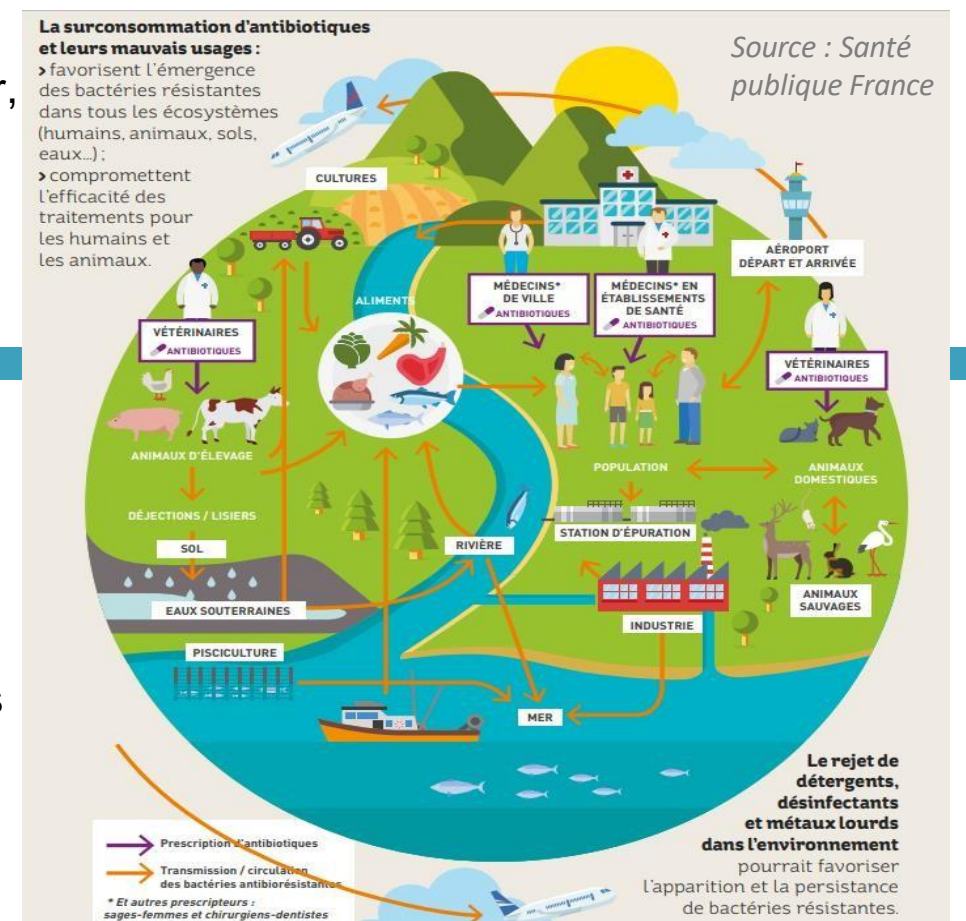 La surconsommation d'antibiotiques
et leurs mauvais usages :
> favorisent l'émergence
des bactéries résistantes
dans tous les écosystèmes
(humains, animaux, sols,
eaux…) ;
> compromettent
l'efficacité des
traitements pour
les humains et
les animaux.
Source : Santé
publique France
CULTURES
AÉROPORT
DÉPART ET ARRIVÉE
MÉDECINS*
DE VILLE
ANTIBIOTIQUES
MÉDECINS* EN
ÉTABLISSEMENTS
DE SANTÉ
ANTIBIOTIQUES
ALIMENTS
VÉTÉRINAIRES
ANTIBIOTIQUES
VÉTÉRINAIRES
ANTIBIOTIQUES
ANIMAUX D'ÉLEVAGE
POPULATION
ANIMAUX
DOMESTIQUES
DÉJECTIONS / LISIERS
STATION D'ÉPURATION
SOL
RIVIÈRE
ANIMAUX
SAUVAGES
EAUX SOUTERRAINES
INDUSTRIE
PISCICULTURE
MER
Le rejet de
détergents,
désinfectants
et métaux lourds
dans l'environnement
pourrait favoriser
l'apparition et la persistance
de bactéries résistantes.
Prescription d'antibiotiques
Transmission / circulation
des bactéries antibiorésistantes
* Et autres prescripteurs :
sages-femmes et chirurgiens-dentistes